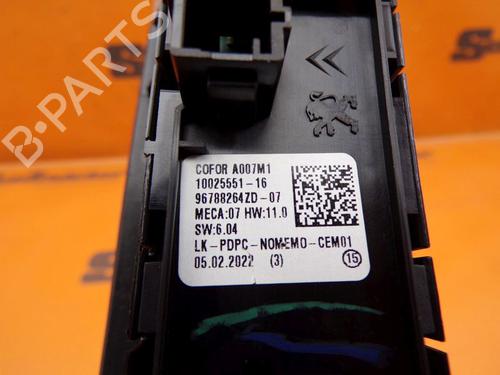 B-PARTS
COFOR A007M1
10025551-16
96788264ZD-07
MECA:07 HW:11.0
SW:6.04
LK-PDPC-NOMEMO-CEM01
05.02.2022 (3) 15